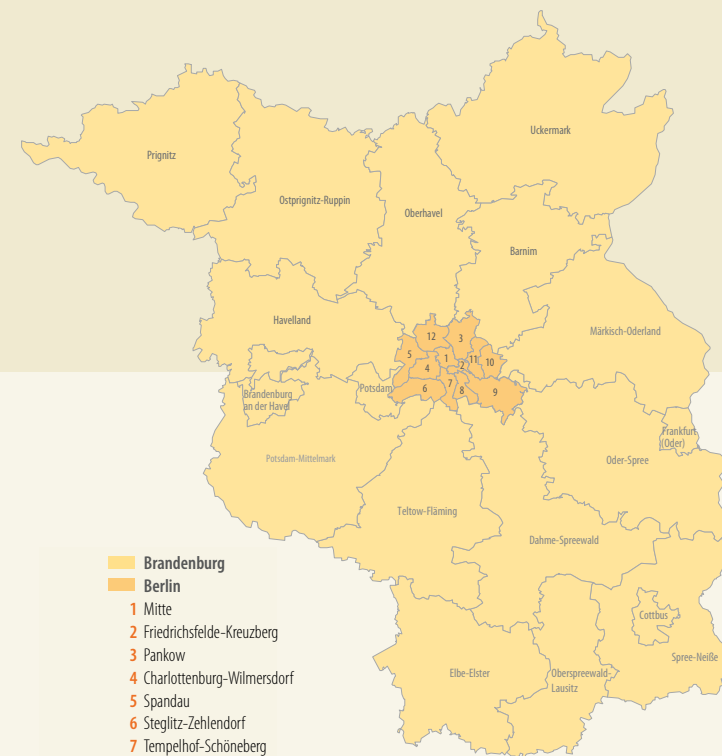 Uckermark
Prignitz
Ostprignitz-Ruppin
Oberhavel
Barnim
Havelland
Märkisch-Oderland
12
3
5
1
11
10
4
2
7
6
8
9
Potsdam
Brandenburg
an der Havel
Frankfurt
(Oder)
Potsdam-Mittelmark
Oder-Spree
Teltow-Fläming
Dahme-Spreewald
Cottbus
Spree-Neiße
Elbe-Elster
Oberspreewald-
Lausitz
Brandenburg
Berlin
1 Mitte
2 Friedrichsfelde-Kreuzberg
3 Pankow
4 Charlottenburg-Wilmersdorf
5 Spandau
6 Steglitz-Zehlendorf
7 Tempelhof-Schöneberg